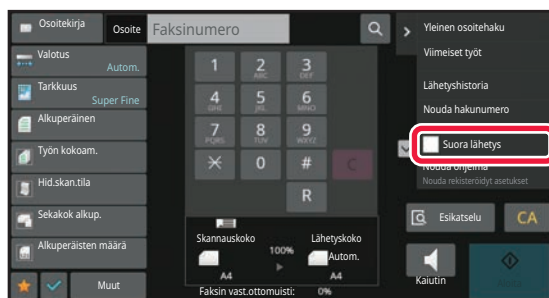 Osoitekirja
Osoite
Faksinumero
Yleinen osoitehaku
Valotus
Autom.
1
2
ABC
3
DEF
Viimeiset työt
Tarkkuus
Super Fine
4
GHI
5
JKL
6
MNO
Lähetyshistoria
Nouda hakunumero
Alkuperäinen
7
PQRS
8
TUV
9
WXYZ
Suora lähetys
Työn kokoam.
0
#
C
Nouda ohjelma
Nouda rekisteröidyt asetukset
Hid.skan.tila
R
Sekakok alkup.
Esikatselu
CA
Skannauskoko
100%
Lähetyskoko
Autom.
Alkuperäisten määrä
A4
A4
Muut
Faksin vast.ottomuisti: 0%
Kaiutin